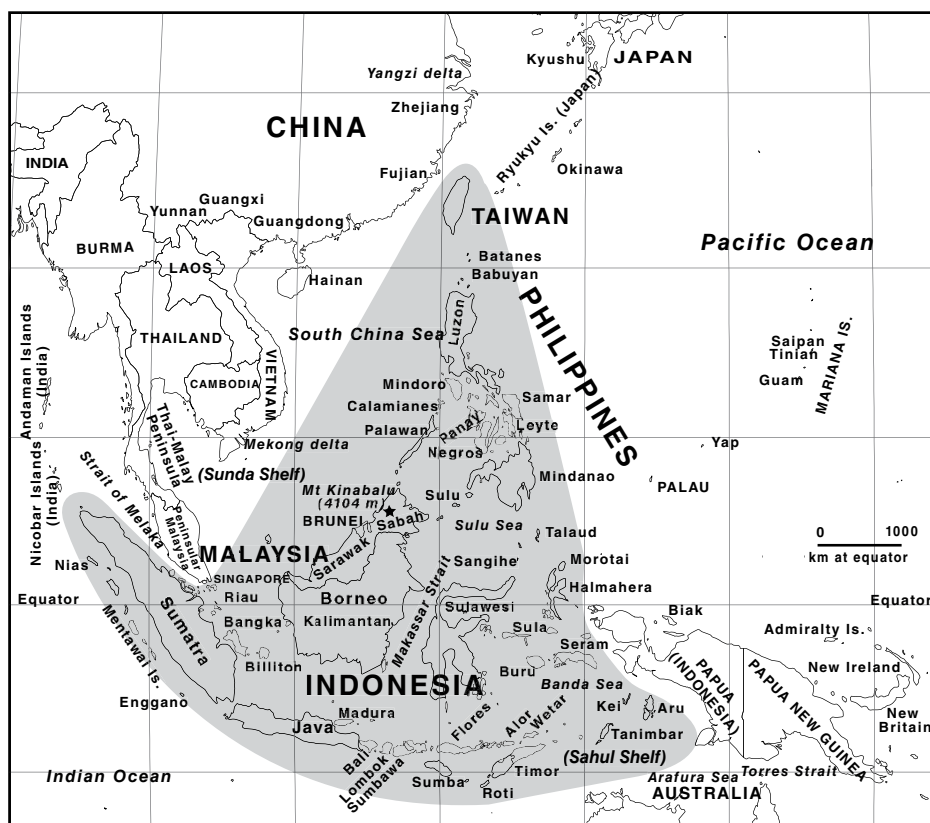 Kyushu
JAPAN
Yangzi delta
Zhejiang
Ryukyu Is. (Japan)
CHINA
INDIA
Fujian
Okinawa
Guangxi
Yunnan
Guangdong
TAIWAN
BURMA
Pacific Ocean
Batanes
LAOS
Babuyan
Hainan
PHILIPPINES
Luzon
South China Sea
THAILAND
Saipan
Tinian
MARIANA IS.
Andaman Islands
(India)
VIETNAM
CAMBODIA
Guam
Mindoro
Samar
Calamianes
Thai-Malay
Peninsula
Palawan
Panay
Leyte
Mekong delta
Yap
Negros
Strait of Melaka
(Sunda Shelf)
Mindanao
PALAU
Nicobar Islands
(India)
Mt Kinabalu
(4104 m)
Sulu
Peninsular
Malaysia
BRUNEI
Sabah
Sulu Sea
Talaud
0 1000
km at equator
MALAYSIA
Sarawak
Sangihe
Morotai
Nias
SINGAPORE
Halmahera
Equator
Riau
Borneo
Makassar Strait
Sulawesi
Biak
Equator
Sumatra
Bangka
Kalimantan
Sula
Admiralty Is.
Mentawai Is.
Seram
Billiton
Buru
PAPUA
(INDONESIA)
PAPUA NEW GUINEA
New Ireland
INDONESIA
Banda Sea
Enggano
Kei
Aru
New
Britain
Madura
Java
Flores
Alor
Wetar
Tanimbar
(Sahul Shelf)
Bali
Lombok
Sumbawa
Indian Ocean
Sumba
Timor
Roti
Arafura Sea
Torres Strait
AUSTRALIA